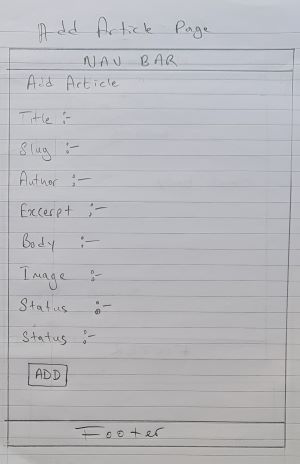 Add Article Page
NAV BAR
Add Article
Title :-
Slug :-
Author :-
Excerpt :-
Body :-
Image :-
Status :-
Status :-
ADD
Footer